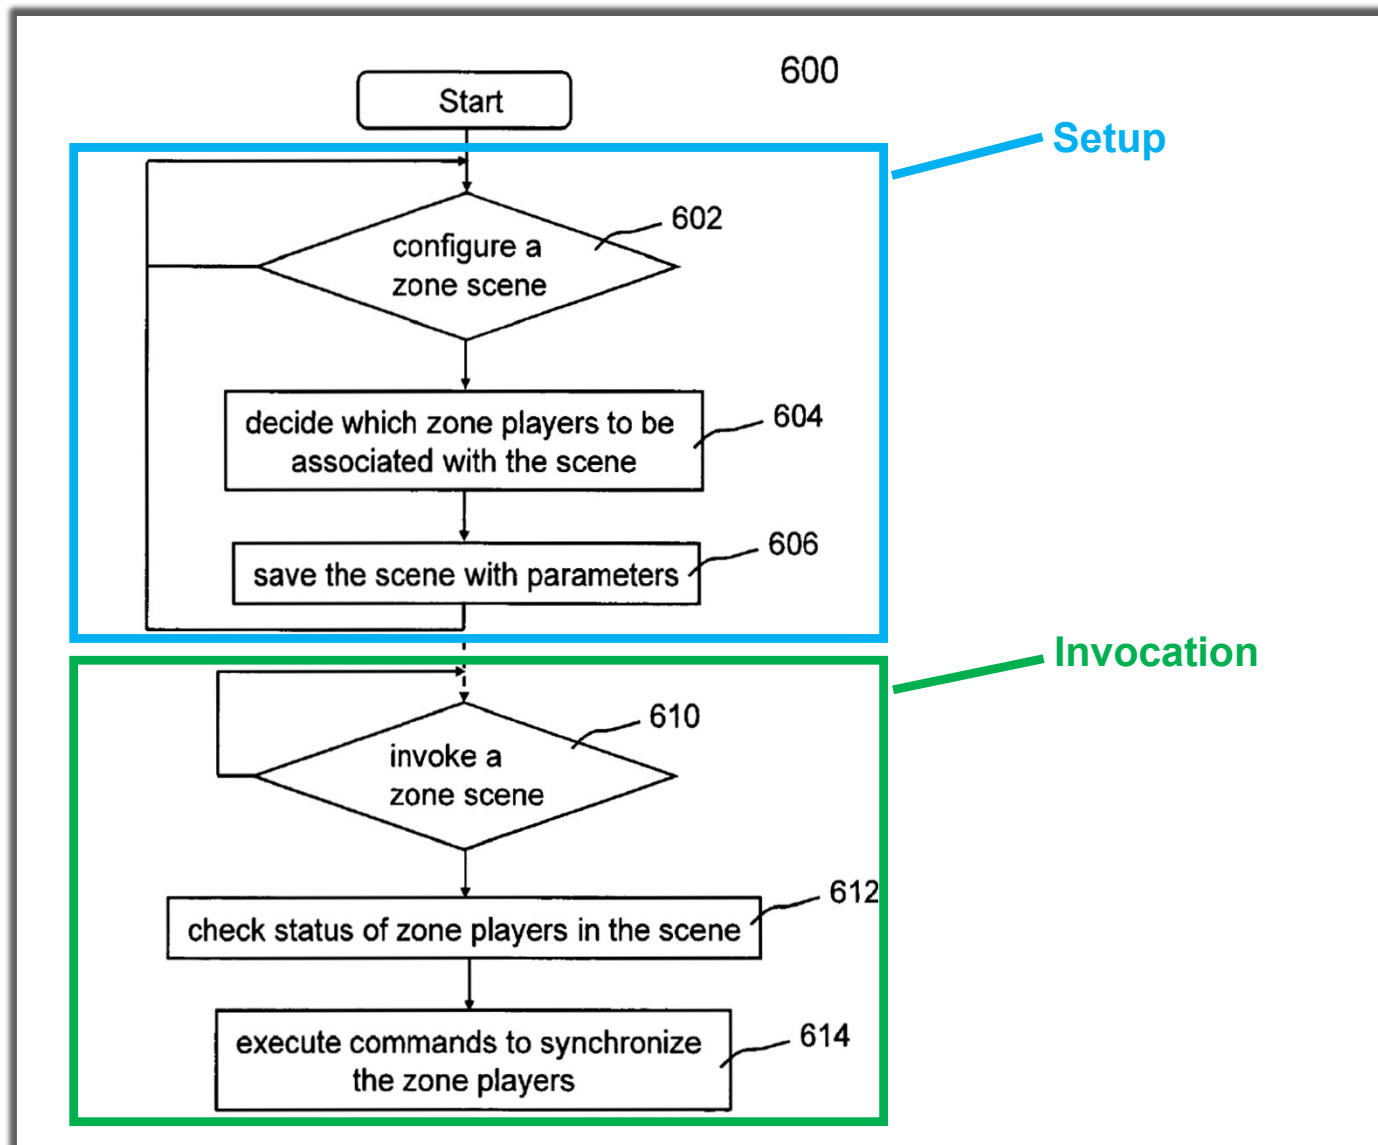 600
Start
Setup
602
configure a
zone scene
604
decide which zone players to be
associated with the scene
606
save the scene with parameters
Invocation
610
invoke a
zone scene
612
check status of zone players in the scene
614
execute commands to synchronize
the zone players